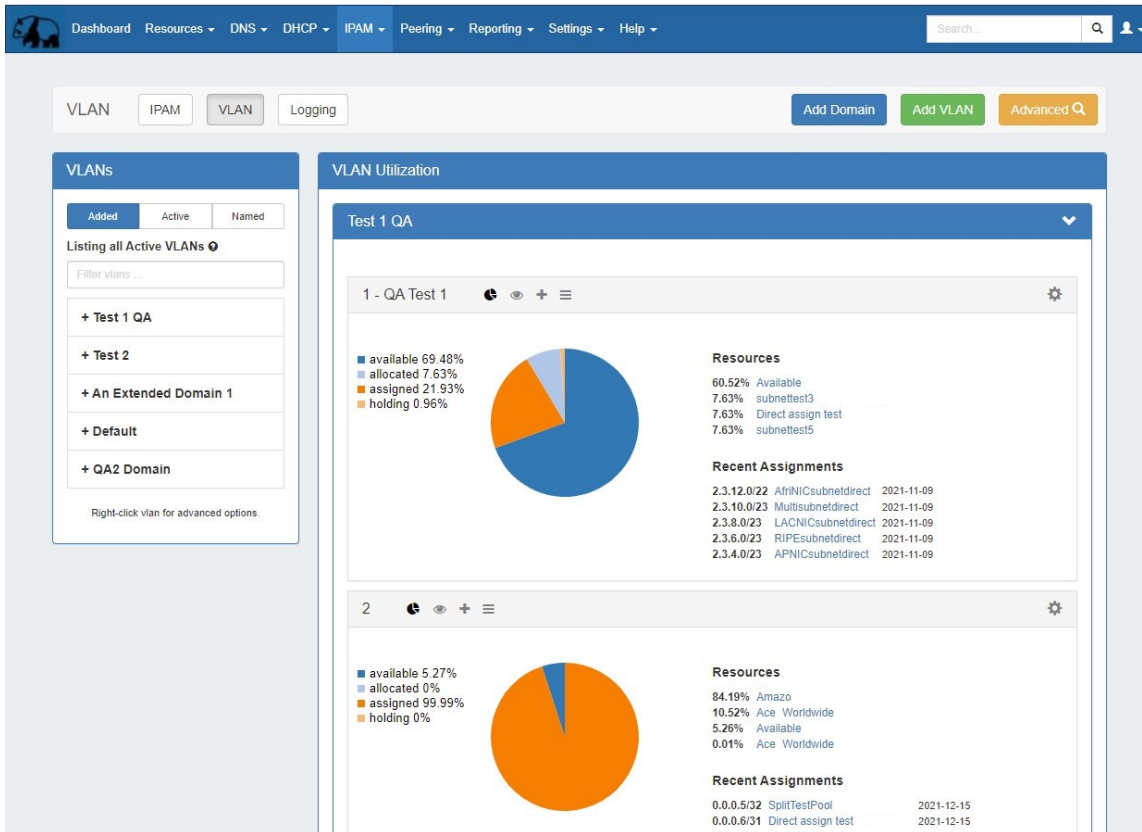 Dashboard Resources DNS DHCP IPAM Peering Reporting Settings Help Search...
VLAN IPAM VLAN Logging Add Domain Add VLAN Advanced
VLANs
Added Active Named
Listing all Active VLANs
Filter vlans ...
+ Test 1 QA
+ Test 2
+ An Extended Domain 1
+ Default
+ QA2 Domain
Right-click vlan for advanced options.
VLAN Utilization
Test 1 QA
1 - QA Test 1
available 69.48%
allocated 7.63%
assigned 21.93%
holding 0.96%
Resources
60.52% Available
7.63% subnettest3
7.63% Direct assign test
7.63% subnettest5
Recent Assignments
2.3.12.0/22 AfriNICsubnetdirect 2021-11-09
2.3.10.0/23 Multisubnetdirect 2021-11-09
2.3.8.0/23 LACNICsubnetdirect 2021-11-09
2.3.6.0/23 RIPEsubnetdirect 2021-11-09
2.3.4.0/23 APNICsubnetdirect 2021-11-09
2
available 5.27%
allocated 0%
assigned 99.99%
holding 0%
Resources
84.19% Amazo
10.52% Ace Worldwide
5.26% Available
0.01% Ace Worldwide
Recent Assignments
0.0.0.5/32 SplitTestPool 2021-12-15
0.0.0.6/31 Direct assign test 2021-12-15